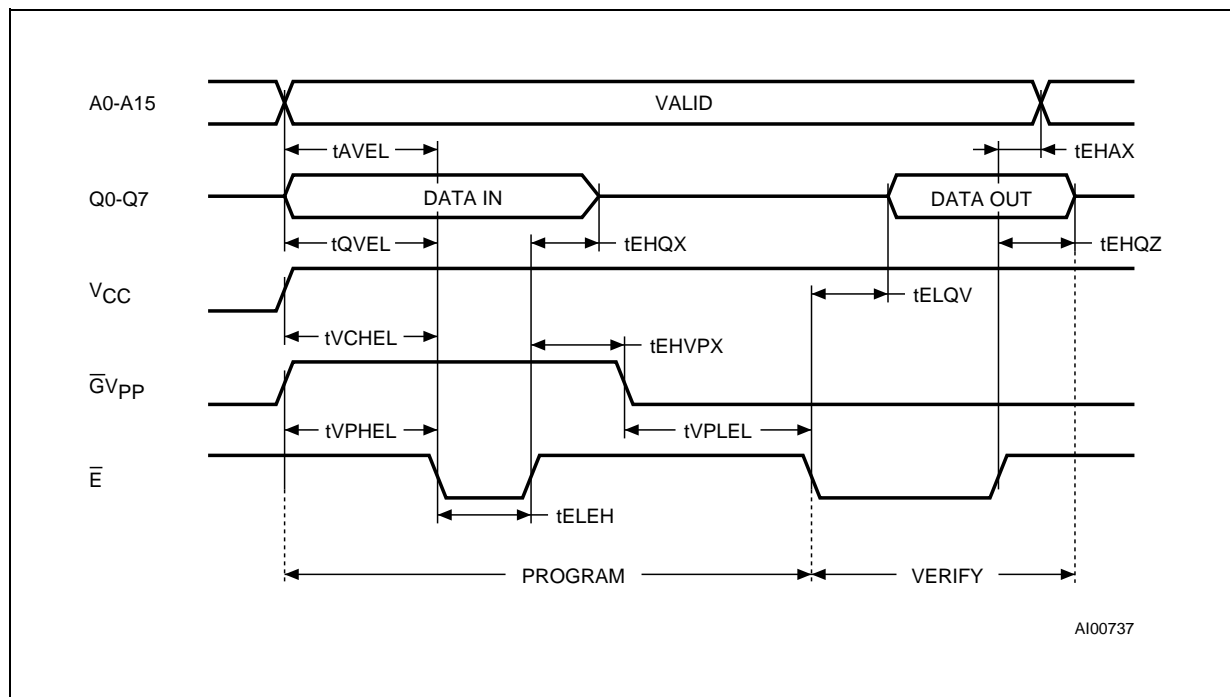 A0-A15
VALID
tAVEL
tEHAX
Q0-Q7
DATA IN
DATA OUT
tQVEL
tEHQX
tEHQZ
VCC
tELQV
tVCHEL
tEHVPX
G̅VPP
tVPHEL
tVPLEL
E̅
tELEH
PROGRAM
VERIFY
AI00737